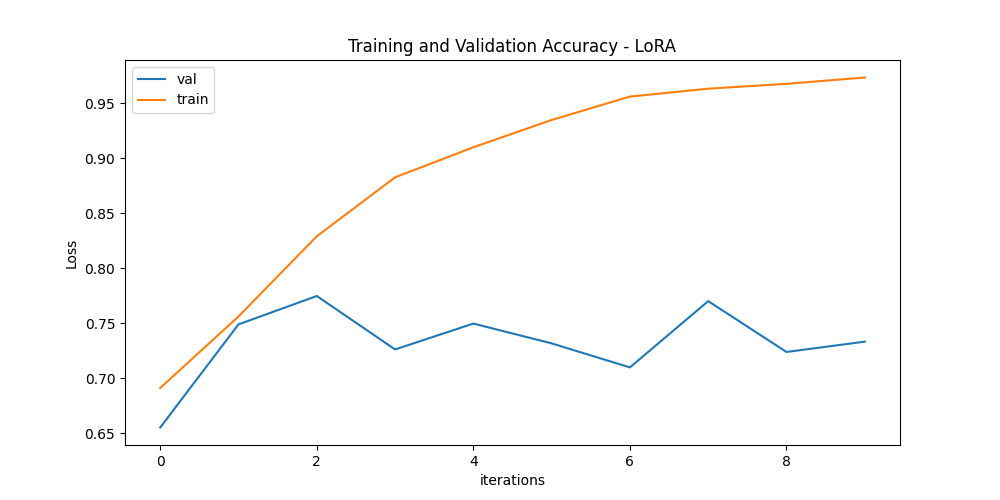 Training and Validation Accuracy - LoRA
val
train
0.95
0.90
0.85
0.80
0.75
0.70
0.65
Loss
0 2 4 6 8
iterations